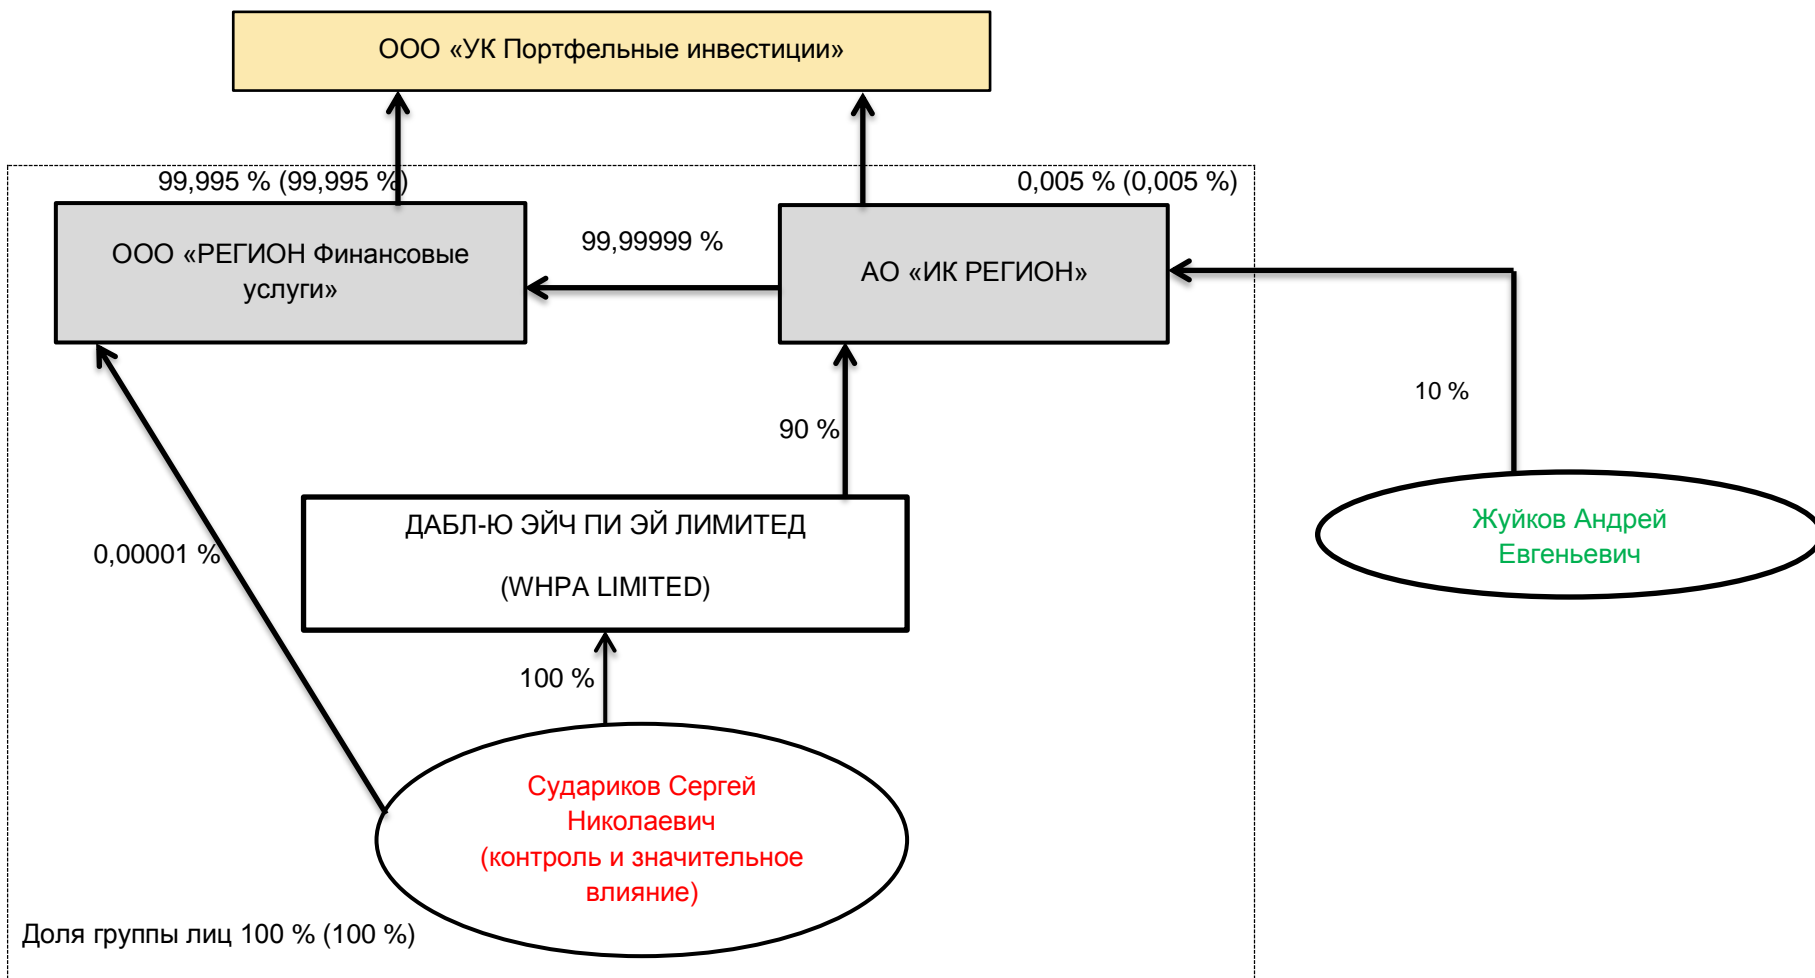 ООО «УК Портфельные инвестиции»
99,995 % (99,995 %)
0,005 % (0,005 %)
ООО «РЕГИОН Финансовые
услуги»
99,99999 %
АО «ИК РЕГИОН»
10 %
90 %
0,00001 %
ДАБЛ-Ю ЭЙЧ ПИ ЭЙ ЛИМИТЕД
(WHPA LIMITED)
Жуйков Андрей
Евгеньевич
100 %
Судариков Сергей
Николаевич
(контроль и значительное
влияние)
Доля группы лиц 100 % (100 %)